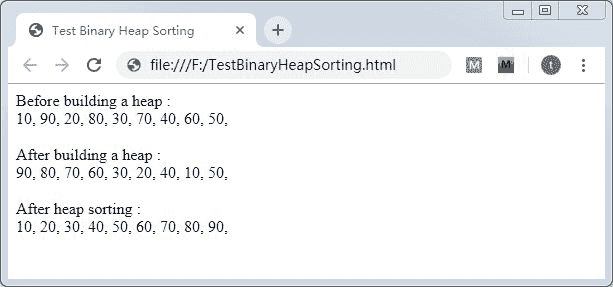 Test Binary Heap Sorting
file:///F:/TestBinaryHeapSorting.html
M
M
t
Before building a heap :
10, 90, 20, 80, 30, 70, 40, 60, 50,
After building a heap :
90, 80, 70, 60, 30, 20, 40, 10, 50,
After heap sorting :
10, 20, 30, 40, 50, 60, 70, 80, 90,